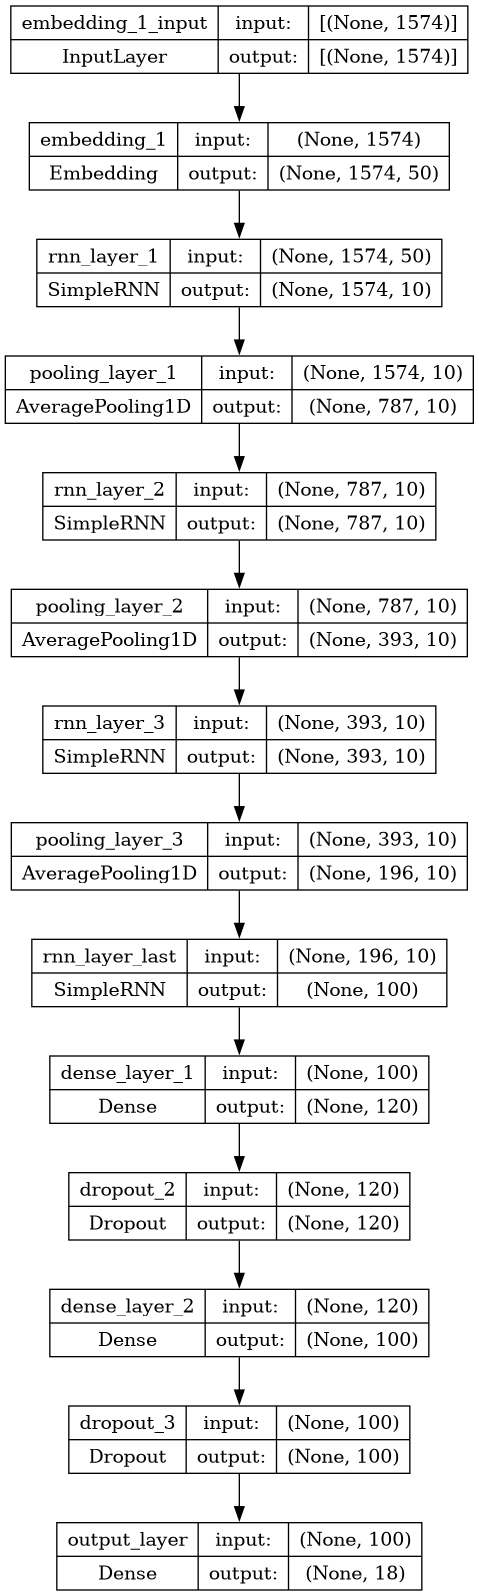 embedding_1_input input: [(None, 1574)]
InputLayer output: [(None, 1574)]
embedding_1 input: (None, 1574)
Embedding output: (None, 1574, 50)
rnn_layer_1 input: (None, 1574, 50)
SimpleRNN output: (None, 1574, 10)
pooling_layer_1 input: (None, 1574, 10)
AveragePooling1D output: (None, 787, 10)
rnn_layer_2 input: (None, 787, 10)
SimpleRNN output: (None, 787, 10)
pooling_layer_2 input: (None, 787, 10)
AveragePooling1D output: (None, 393, 10)
rnn_layer_3 input: (None, 393, 10)
SimpleRNN output: (None, 393, 10)
pooling_layer_3 input: (None, 393, 10)
AveragePooling1D output: (None, 196, 10)
rnn_layer_last input: (None, 196, 10)
SimpleRNN output: (None, 100)
dense_layer_1 input: (None, 100)
Dense output: (None, 120)
dropout_2 input: (None, 120)
Dropout output: (None, 120)
dense_layer_2 input: (None, 120)
Dense output: (None, 100)
dropout_3 input: (None, 100)
Dropout output: (None, 100)
output_layer input: (None, 100)
Dense output: (None, 18)